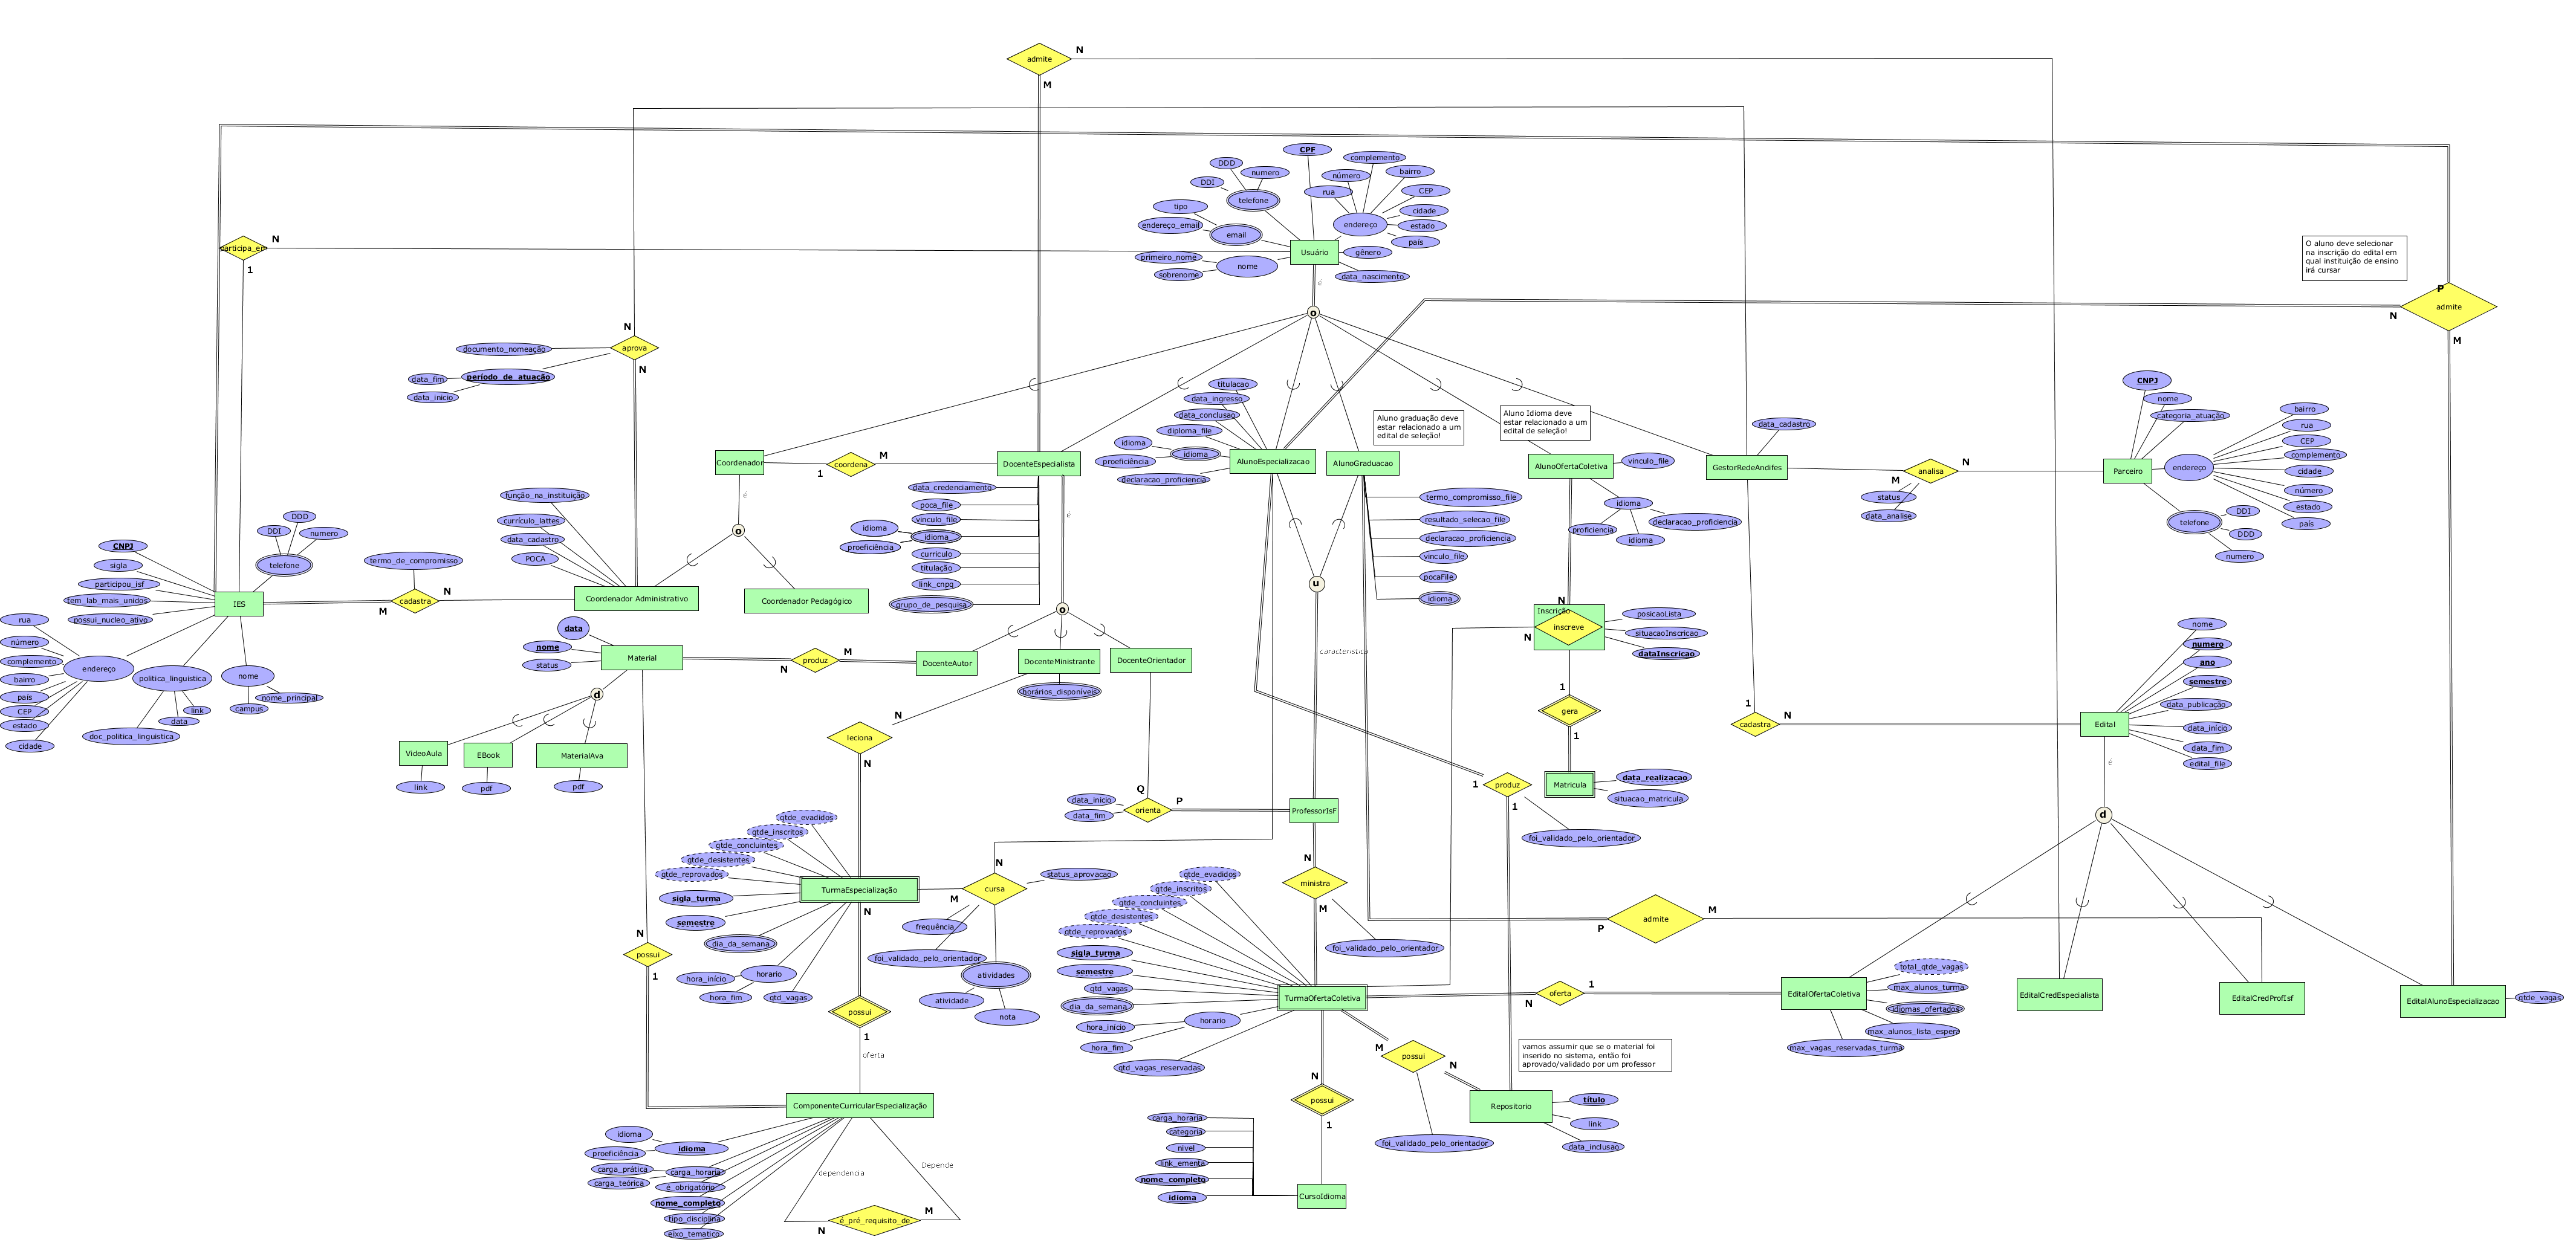 admite
N
M
CPF
DDD
numero
complemento
número
bairro
DDI
rua
CEP
telefone
tipo
cidade
endereço_email
email
endereço
estado
país
participa_em
N
1
Usuário
gênero
primeiro_nome
nome
sobrenome
data_nascimento
é
O aluno deve selecionar
na inscrição do edital em
qual instituição de ensino
irá cursar
P
admite
N
M
o
N
aprova
N
documento_nomeação
período_de_atuação
data_fim
data_inicio
titulacao
data_ingresso
data_conclusao
diploma_file
idioma
idioma
proeficiência
declaracao_proficiencia
Aluno graduação deve
estar relacionado a um
edital de seleção!
Aluno Idioma deve
estar relacionado a um
edital de seleção!
data_cadastro
CNPJ
nome
categoria_atuação
bairro
rua
CEP
complemento
cidade
número
estado
país
endereço
Coordenador
1
coordena
M
DocenteEspecialista
AlunoEspecializacao
AlunoGraduacao
AlunoOfertaColetiva
vinculo_file
GestorRedeAndifes
analisa
N
M
Parceiro
status
data_analise
telefone
DDI
DDD
numero
é
o
função_na_instituição
currículo_lattes
data_cadastro
POCA
data_credenciamento
poca_file
vinculo_file
idioma
idioma
proeficiência
curriculo
titulação
link_cnpq
grupo_de_pesquisa
é
termo_compromisso_file
resultado_selecao_file
declaracao_proficiencia
vinculo_file
pocaFile
idioma
idioma
proficiencia
idioma
declaracao_proficiencia
DDD
DDI
numero
telefone
CNPJ
sigla
participou_isf
tem_lab_mais_unidos
possui_nucleo_ativo
IES
termo_de_compromisso
cadastra
M
N
Coordenador Administrativo
Coordenador Pedagógico
u
o
N
Inscrição
inscreve
N
posicaoLista
situacaoInscricao
dataInscricao
rua
número
complemento
bairro
país
CEP
estado
cidade
endereço
politica_linguistica
doc_politica_linguistica
data
link
nome
campus
nome_principal
data
nome
status
Material
produz
N
M
DocenteAutor
DocenteMinistrante
DocenteOrientador
horários_disponíveis
característica
d
VideoAula
EBook
MaterialAva
link
pdf
pdf
N
leciona
N
1
gera
1
Matricula
data_realizaçao
situacao_matricula
1
cadastra
N
Edital
nome
numero
ano
semestre
data_publicação
data_início
data_fim
edital_file
é
d
Q
data_inicio
data_fim
orienta
P
ProfessorIsF
1
produz
1
foi_validado_pelo_orientador
qtde_evadidos
qtde_inscritos
qtde_concluintes
qtde_desistentes
qtde_reprovados
sigla_turma
semestre
dia_da_semana
hora_início
horario
hora_fim
qtd_vagas
TurmaEspecialização
N
N
cursa
M
status_aprovacao
frequência
foi_validado_pelo_orientador
atividades
atividade
nota
N
ministra
M
foi_validado_pelo_orientador
admite
M
P
N
possui
1
possui
1
oferta
qtde_evadidos
qtde_inscritos
qtde_concluintes
qtde_desistentes
qtde_reprovados
sigla_turma
semestre
qtd_vagas
dia_da_semana
hora_início
horario
hora_fim
qtd_vagas_reservadas
TurmaOfertaColetiva
N
oferta
1
EditalOfertaColetiva
total_qtde_vagas
max_alunos_turma
idiomas_ofertados
max_alunos_lista_espera
max_vagas_reservadas_turma
EditalCredEspecialista
EditalCredProfIsf
EditalAlunoEspecializacao
qtde_vagas
M
possui
N
foi_validado_pelo_orientador
vamos assumir que se o material foi
inserido no sistema, então foi
aprovado/validado por um professor
Repositorio
título
link
data_inclusao
N
possui
1
ComponenteCurricularEspecialização
idioma
proeficiência
idioma
carga_prática
carga_teórica
carga_horaria
é_obrigatório
nome_completo
tipo_disciplina
eixo_tematico
dependencia
Depende
N
é_pré_requisito_de
M
carga_horaria
categoria
nivel
link_ementa
nome_completo
idioma
CursoIdioma